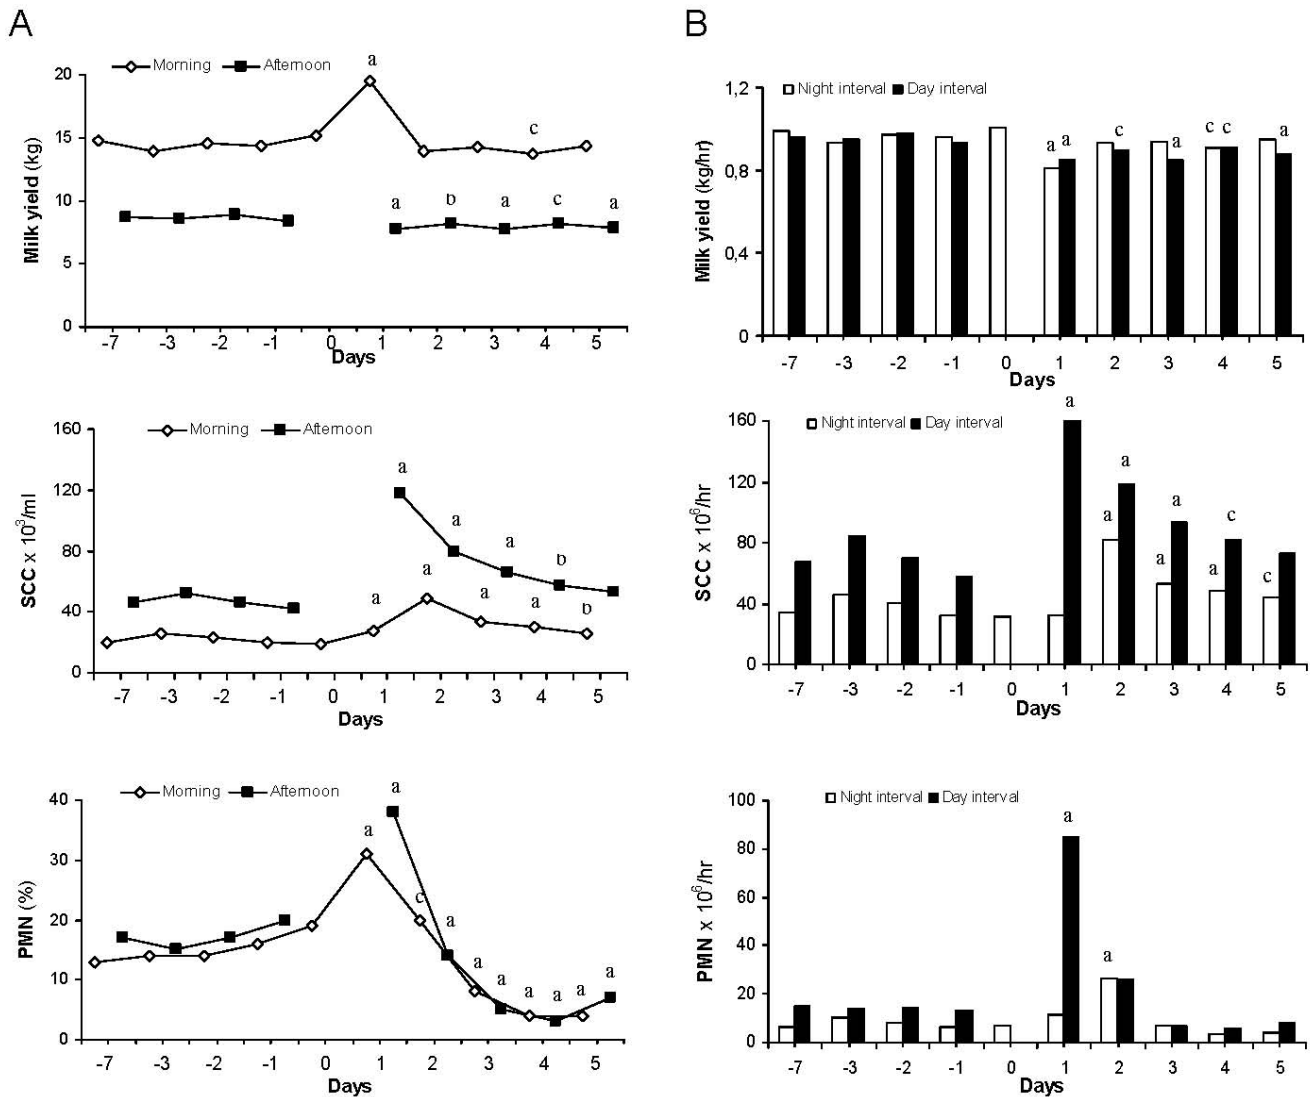 A
Morning Afternoon
a
20
15
10
5
0
c
a b a c a
Milk yield (kg)
-7 -3 -2 -1 0 1 2 3 4 5
Days
160
120
80
40
0
Morning Afternoon
a
a
a
b
a
a
a
a
b
SCC x 10³/ml
-7 -3 -2 -1 0 1 2 3 4 5
Days
40
30
20
10
0
Morning Afternoon
a
a
c
a
a
a
a
a
a
PMN (%)
-7 -3 -2 -1 0 1 2 3 4 5
Days
B
1,2
0,8
0,4
0
Night interval Day interval
a a c a c c a
Milk yield (kg/hr)
-7 -3 -2 -1 0 1 2 3 4 5
Days
160
120
80
40
0
Night interval Day interval
a
a
a
a
c
a
a
c
SCC x 10⁶/hr
-7 -3 -2 -1 0 1 2 3 4 5
Days
100
80
60
40
20
0
Night interval Day interval
a
a
PMN x 10⁶/hr
-7 -3 -2 -1 0 1 2 3 4 5
Days